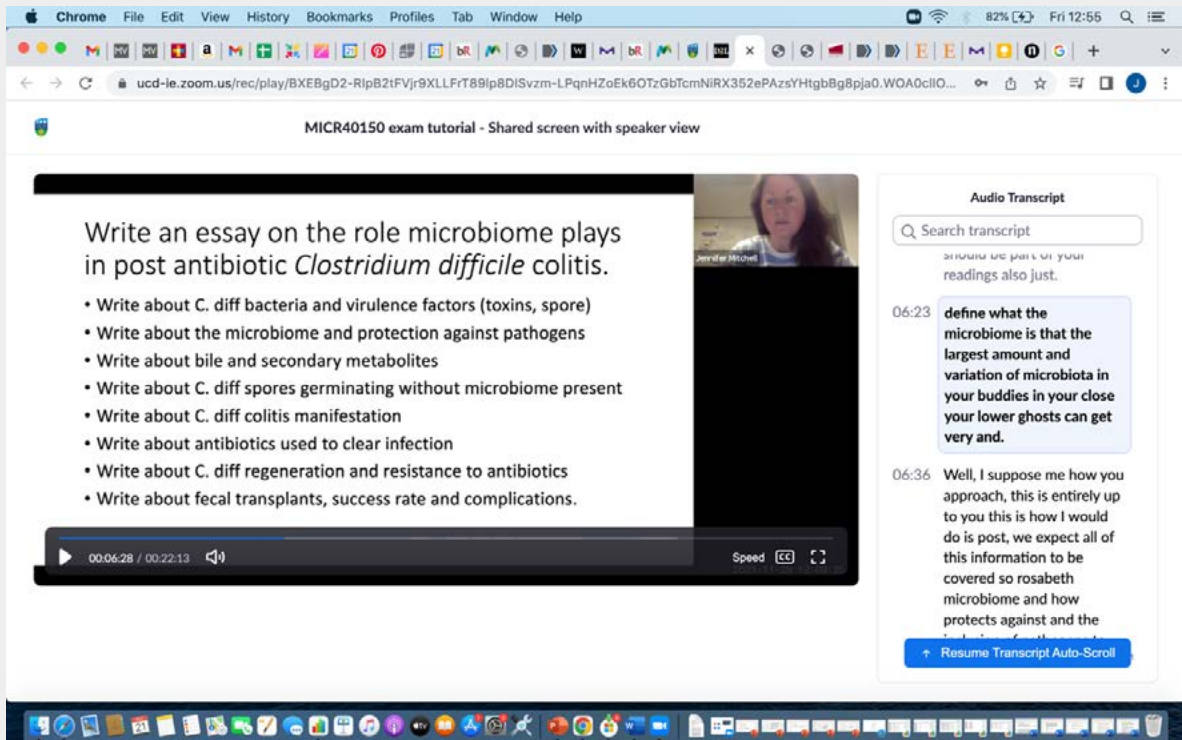 Chrome File Edit View History Bookmarks Profiles Tab Window Help
82% Fri 12:55
ucd-ie.zoom.us/rec/play/BXEBgD2-RlpB2tFVjr9XLLFrT89lp8DISvzm-LPqnHZoEk6OTzGbTcmNiRX352ePAzsYHtgbBg8pja0.WOA0cIIO...
MICR40150 exam tutorial - Shared screen with speaker view
Write an essay on the role microbiome plays
in post antibiotic Clostridium difficile colitis.
• Write about C. diff bacteria and virulence factors (toxins, spore)
• Write about the microbiome and protection against pathogens
• Write about bile and secondary metabolites
• Write about C. diff spores germinating without microbiome present
• Write about C. diff colitis manifestation
• Write about antibiotics used to clear infection
• Write about C. diff regeneration and resistance to antibiotics
• Write about fecal transplants, success rate and complications.
Jennifer Mitchell
00:06:28 / 00:22:13
Speed CC
Audio Transcript
Search transcript
should be part of your
readings also just.
06:23 define what the
microbiome is that the
largest amount and
variation of microbiota in
your buddies in your close
your lower ghosts can get
very and.
06:36 Well, I suppose me how you
approach, this is entirely up
to you this is how I would
do is post, we expect all of
this information to be
covered so rosabeth
microbiome and how
protects against and the
Resume Transcript Auto-Scroll